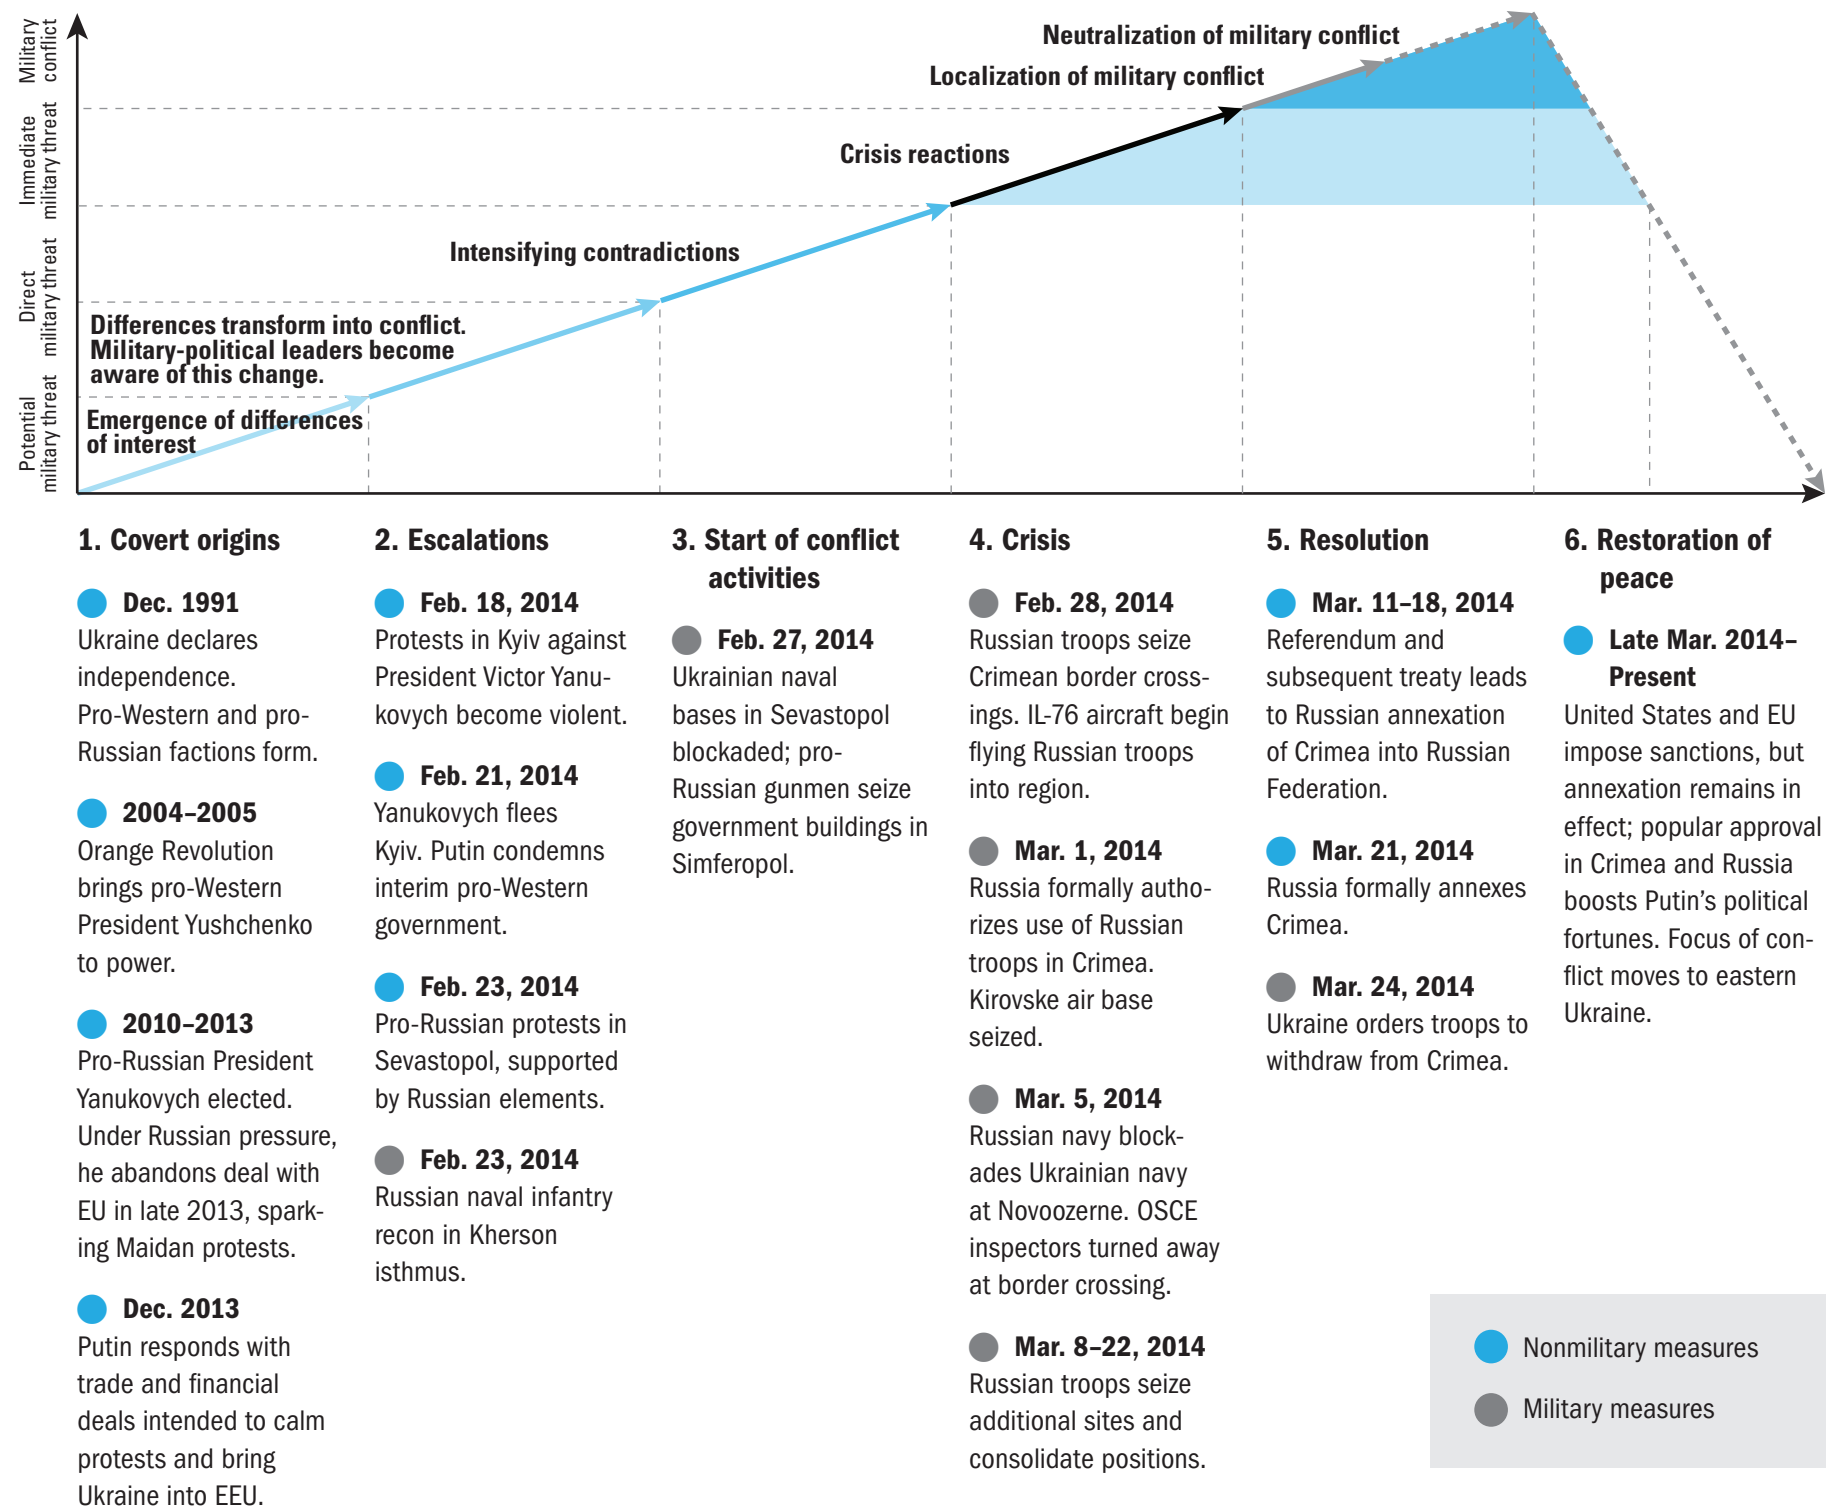 Military
conflict
Immediate
military threat
Direct
military threat
Potential
military threat
Neutralization of military conflict
Localization of military conflict
Crisis reactions
Intensifying contradictions
Differences transform into conflict.
Military-political leaders become
aware of this change.
Emergence of differences
of interest
1. Covert origins
Dec. 1991
Ukraine declares
independence.
Pro-Western and pro-
Russian factions form.
2004–2005
Orange Revolution
brings pro-Western
President Yushchenko
to power.
2010–2013
Pro-Russian President
Yanukovych elected.
Under Russian pressure,
he abandons deal with
EU in late 2013, spark-
ing Maidan protests.
Dec. 2013
Putin responds with
trade and financial
deals intended to calm
protests and bring
Ukraine into EEU.
2. Escalations
Feb. 18, 2014
Protests in Kyiv against
President Victor Yanu-
kovych become violent.
Feb. 21, 2014
Yanukovych flees
Kyiv. Putin condemns
interim pro-Western
government.
Feb. 23, 2014
Pro-Russian protests in
Sevastopol, supported
by Russian elements.
Feb. 23, 2014
Russian naval infantry
recon in Kherson
isthmus.
3. Start of conflict
activities
Feb. 27, 2014
Ukrainian naval
bases in Sevastopol
blockaded; pro-
Russian gunmen seize
government buildings in
Simferopol.
4. Crisis
Feb. 28, 2014
Russian troops seize
Crimean border cross-
ings. IL-76 aircraft begin
flying Russian troops
into region.
Mar. 1, 2014
Russia formally autho-
rizes use of Russian
troops in Crimea.
Kirovske air base
seized.
Mar. 5, 2014
Russian navy block-
ades Ukrainian navy
at Novoozerne. OSCE
inspectors turned away
at border crossing.
Mar. 8–22, 2014
Russian troops seize
additional sites and
consolidate positions.
5. Resolution
Mar. 11–18, 2014
Referendum and
subsequent treaty leads
to Russian annexation
of Crimea into Russian
Federation.
Mar. 21, 2014
Russia formally annexes
Crimea.
Mar. 24, 2014
Ukraine orders troops to
withdraw from Crimea.
6. Restoration of
peace
Late Mar. 2014–
Present
United States and EU
impose sanctions, but
annexation remains in
effect; popular approval
in Crimea and Russia
boosts Putin’s political
fortunes. Focus of con-
flict moves to eastern
Ukraine.
Nonmilitary measures
Military measures